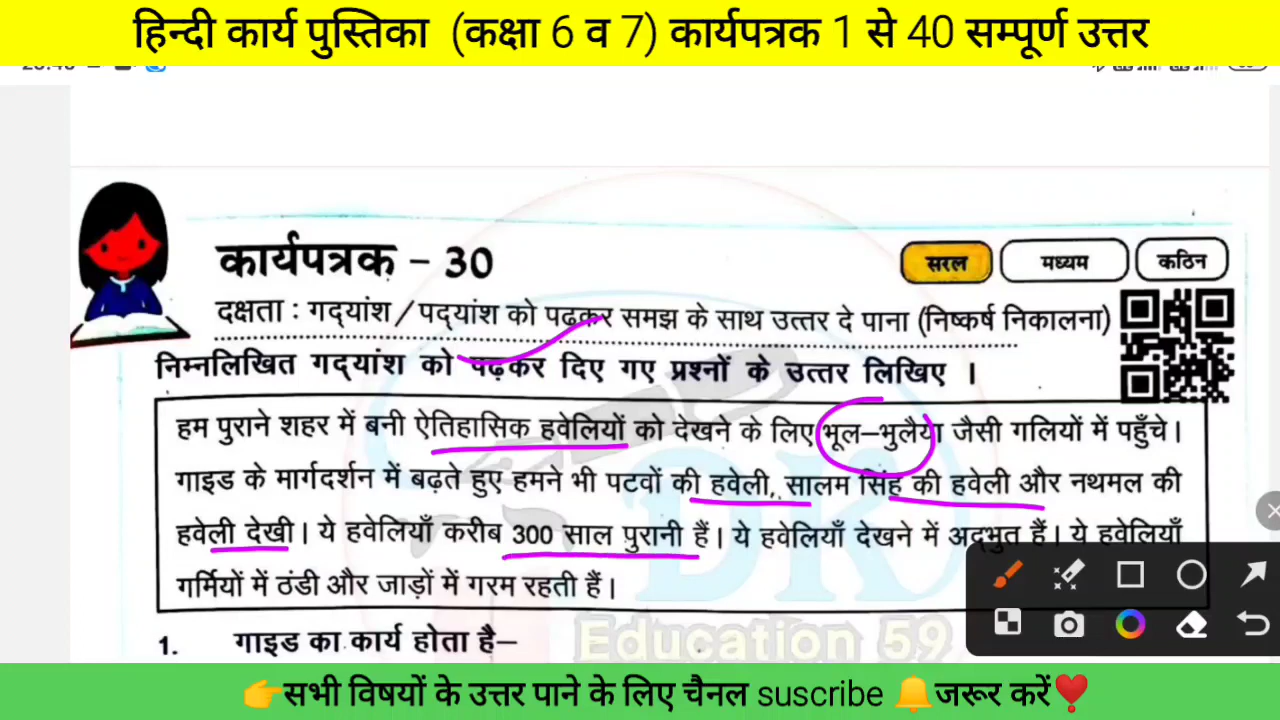 हिन्दी कार्य पुस्तिका (कक्षा 6 व 7) कार्यपत्रक 1 से 40 सम्पूर्ण उत्तर
कार्यपत्रक – 30
सरल
मध्यम
कठिन
दक्षता : गद्यांश / पद्यांश को पढकर समझ के साथ उत्तर दे पाना (निष्कर्ष निकालना)
निम्नलिखित गद्यांश को पढ़कर दिए गए प्रश्नों के उत्तर लिखिए ।
हम पुराने शहर में बनी ऐतिहासिक हवेलियों को देखने के लिए भूल–भुलैया जैसी गलियों में पहुँचे।
गाइड के मार्गदर्शन में बढ़ते हुए हमने भी पटवों की हवेली, सालम सिंह की हवेली और नथमल की
हवेली देखी। ये हवेलियाँ करीब 300 साल पुरानी हैं। ये हवेलियाँ देखने में अद्भुत हैं। ये हवेलियाँ
गर्मियों में ठंडी और जाड़ों में गरम रहती हैं।
DK
Education 59
1. गाइड का कार्य होता है–
👉सभी विषयों के उत्तर पाने के लिए चैनल suscribe 🔔जरूर करें❣️